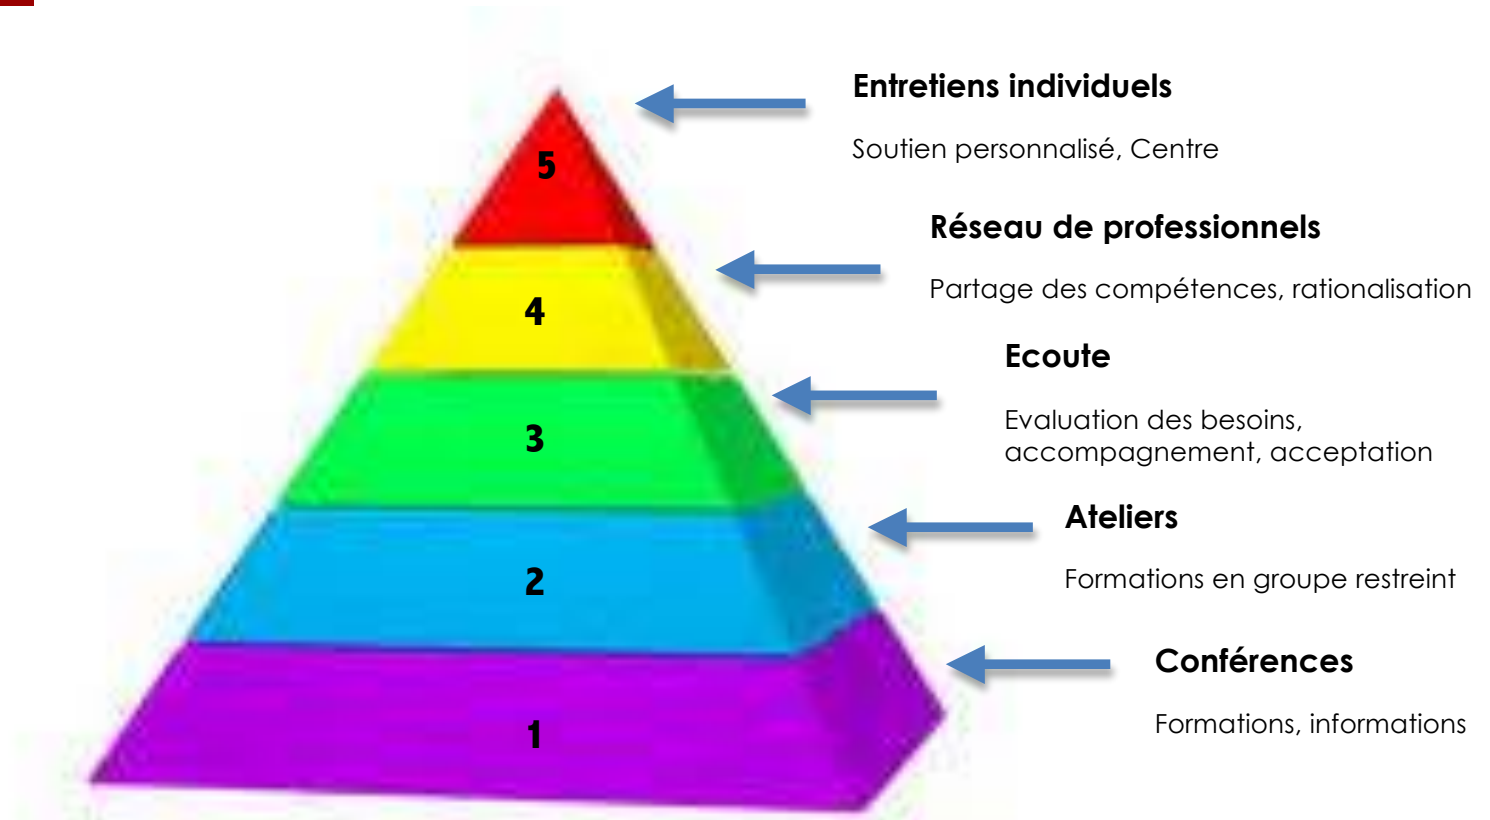 Entretiens individuels
5
Soutien personnalisé, Centre
Réseau de professionnels
4
Partage des compétences, rationalisation
Ecoute
3
Evaluation des besoins,
accompagnement, acceptation
Ateliers
2
Formations en groupe restreint
Conférences
1
Formations, informations